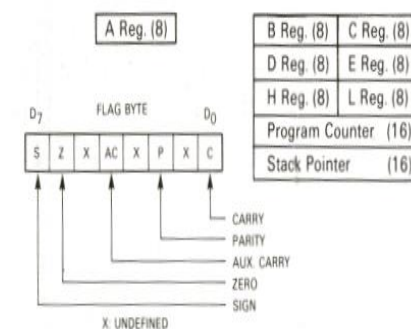 A Reg. (8)
B Reg. (8) C Reg. (8)
D Reg. (8) E Reg. (8)
H Reg. (8) L Reg. (8)
Program Counter (16)
Stack Pointer (16)
D7 FLAG BYTE D0
S Z X AC X P X C
CARRY
PARITY
AUX. CARRY
ZERO
SIGN
X: UNDEFINED